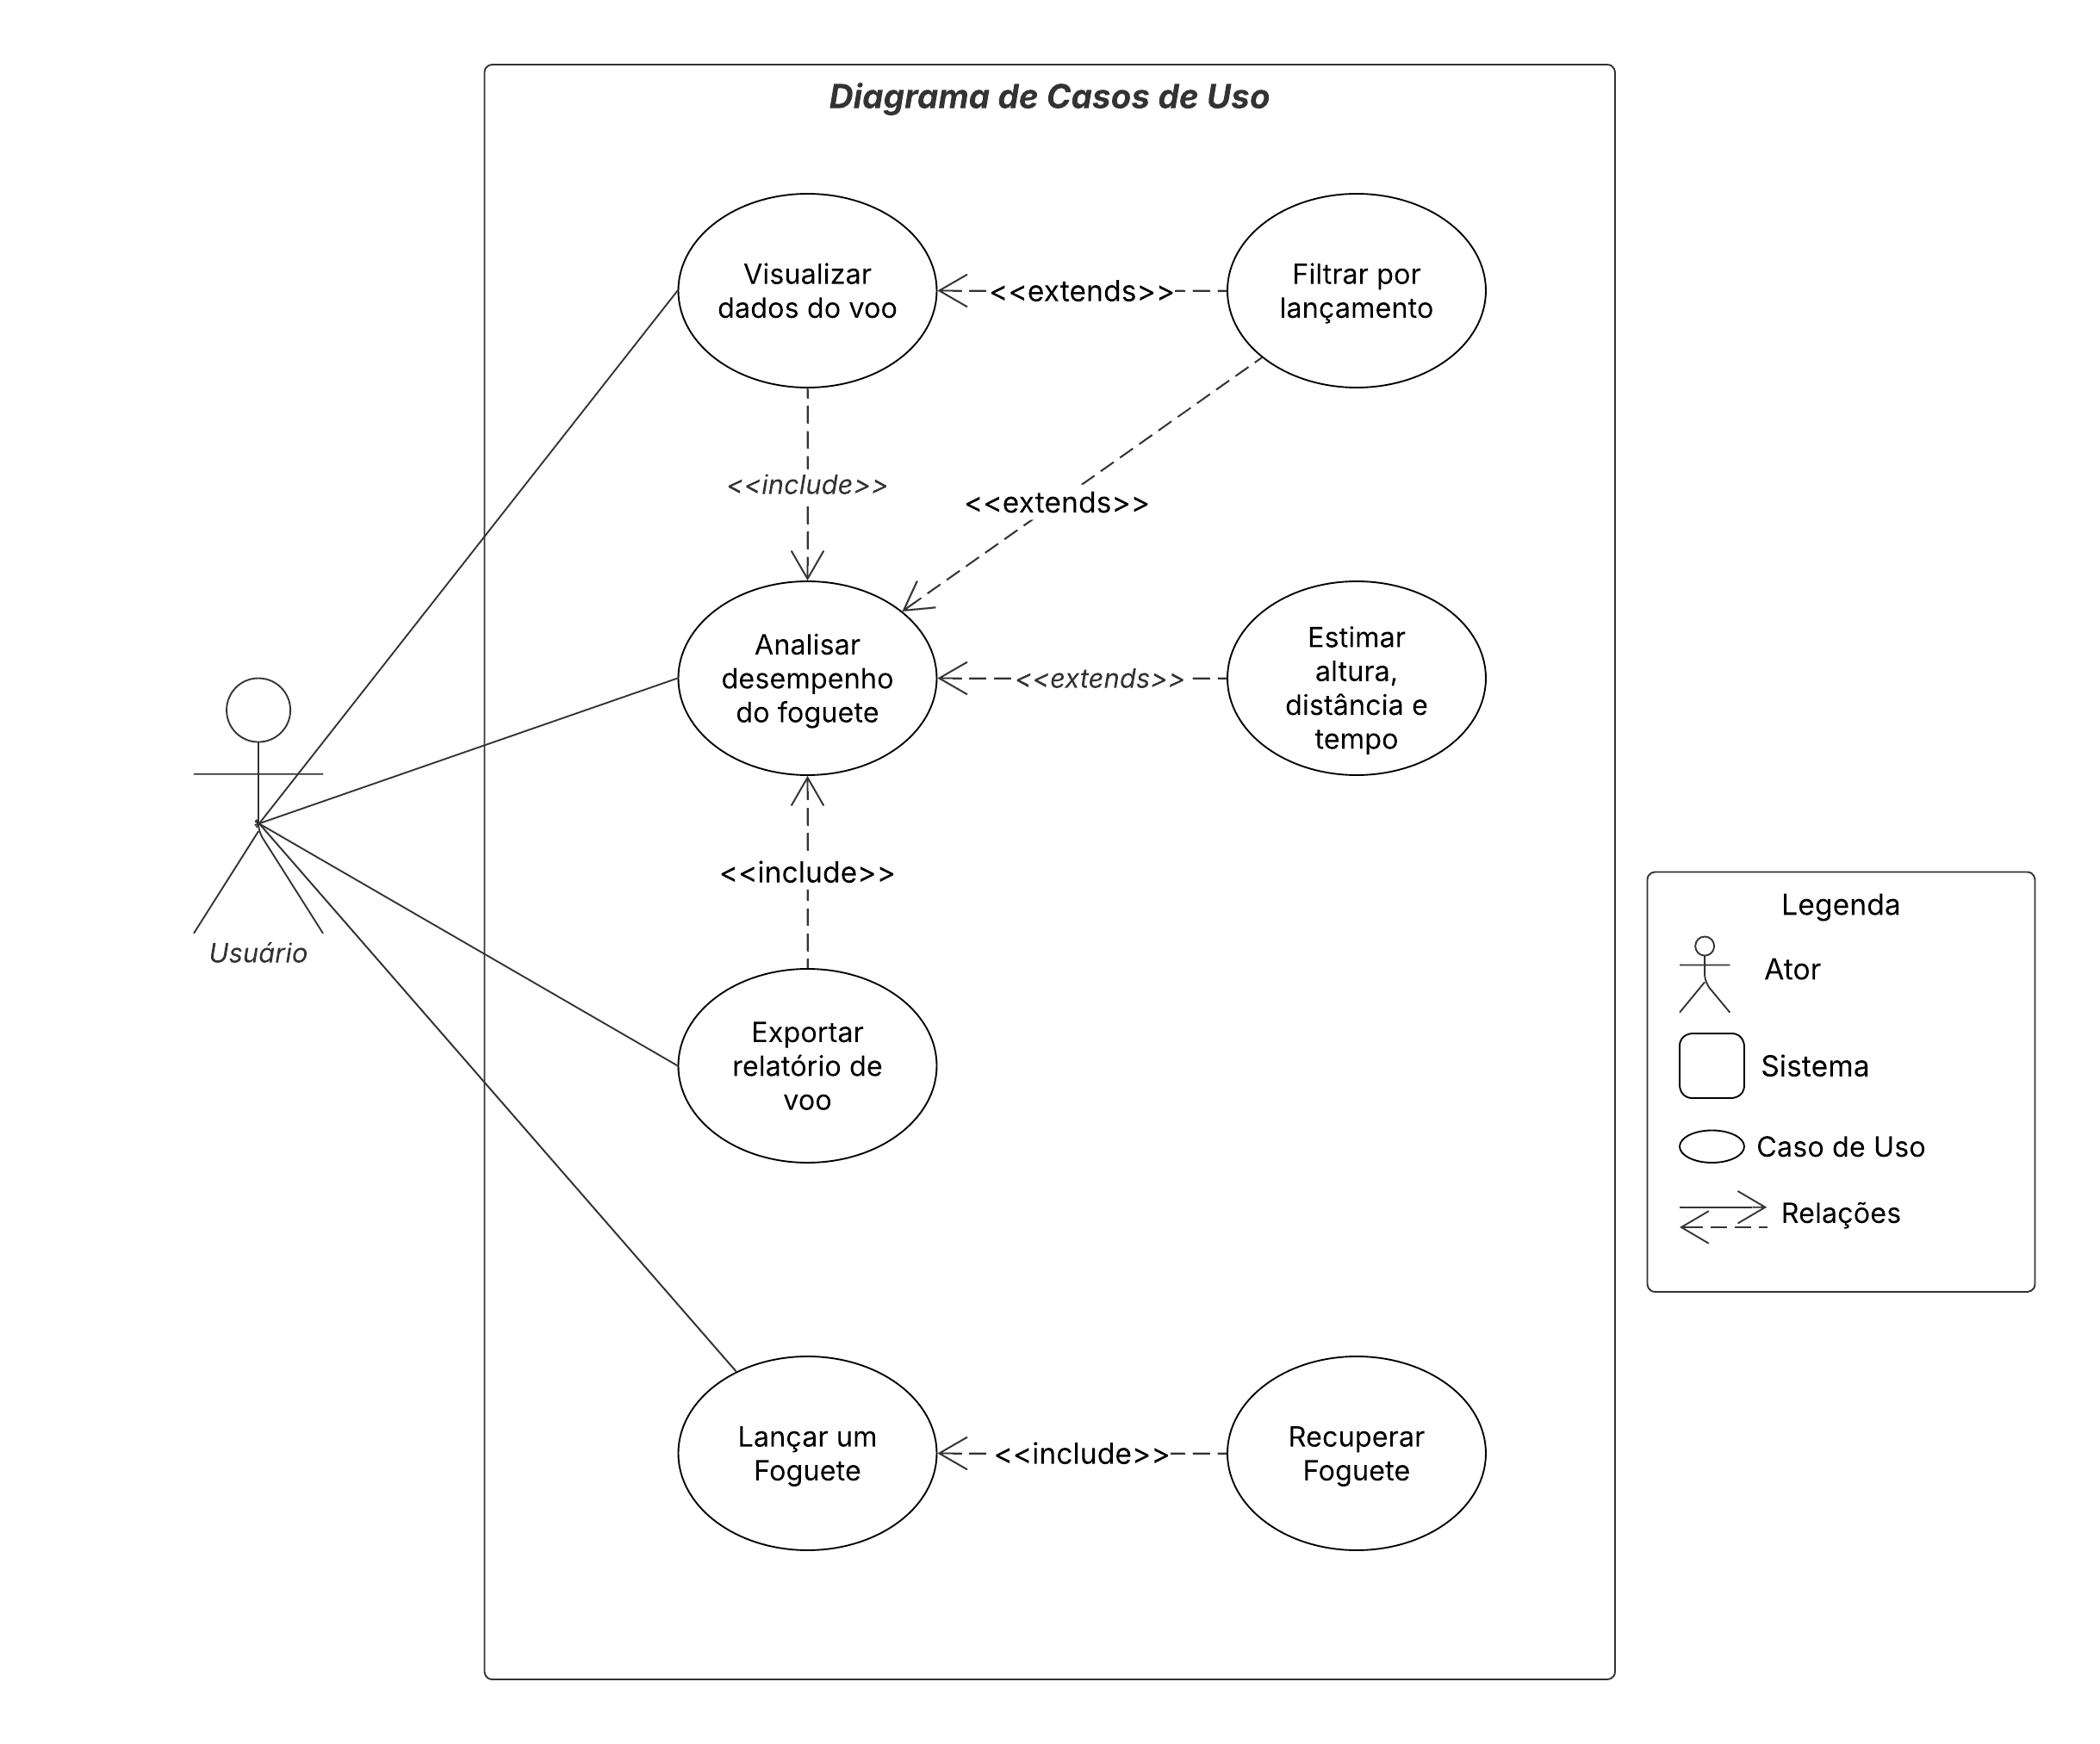 Diagrama de Casos de Uso
Visualizar
dados do voo
<<extends>>
Filtrar por
lançamento
<<include>>
<<extends>>
Analisar
desempenho
do foguete
<<extends>>
Estimar
altura,
distância e
tempo
<<include>>
Usuário
Exportar
relatório de
voo
Lançar um
Foguete
<<include>>
Recuperar
Foguete
Legenda
Ator
Sistema
Caso de Uso
Relações